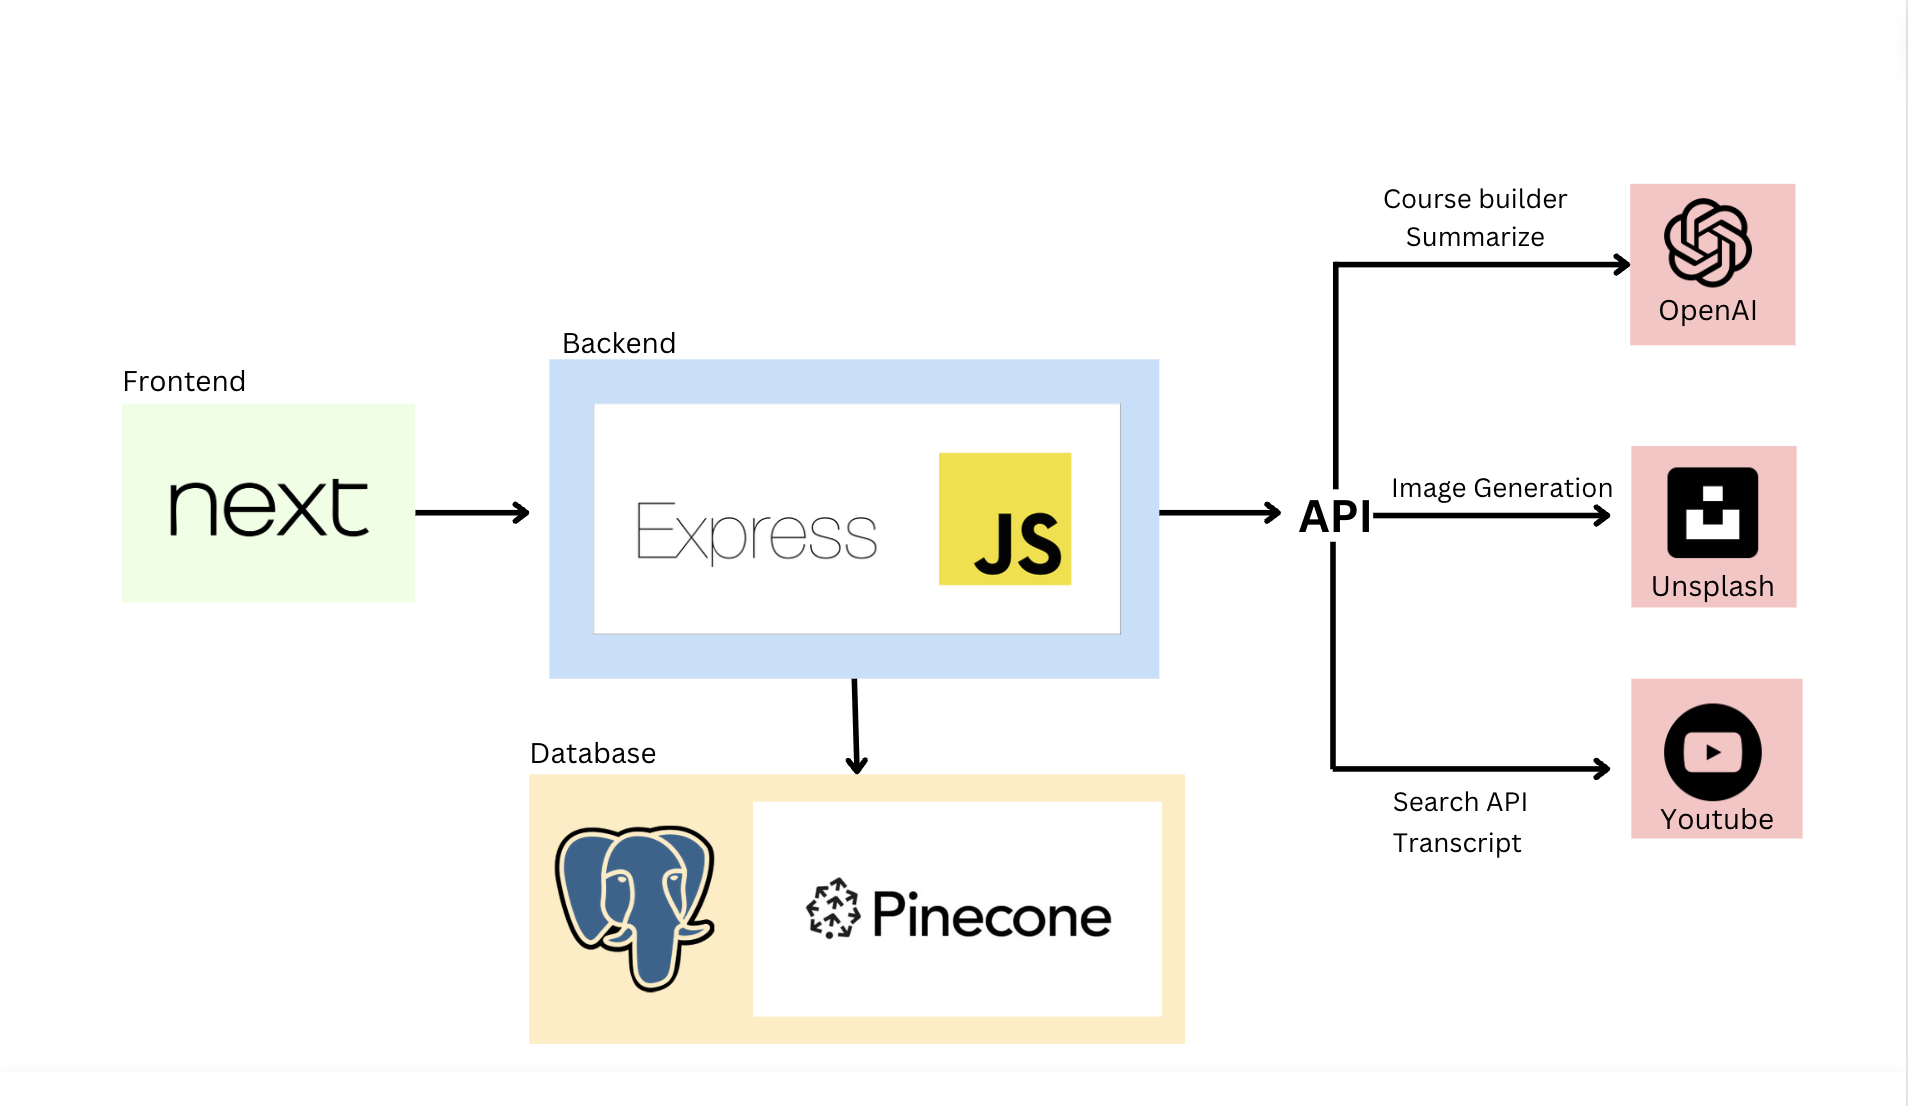 Frontend
next
Backend
Express
JS
Database
Pinecone
API
Course builder
Summarize
OpenAI
Image Generation
Unsplash
Search API
Transcript
Youtube